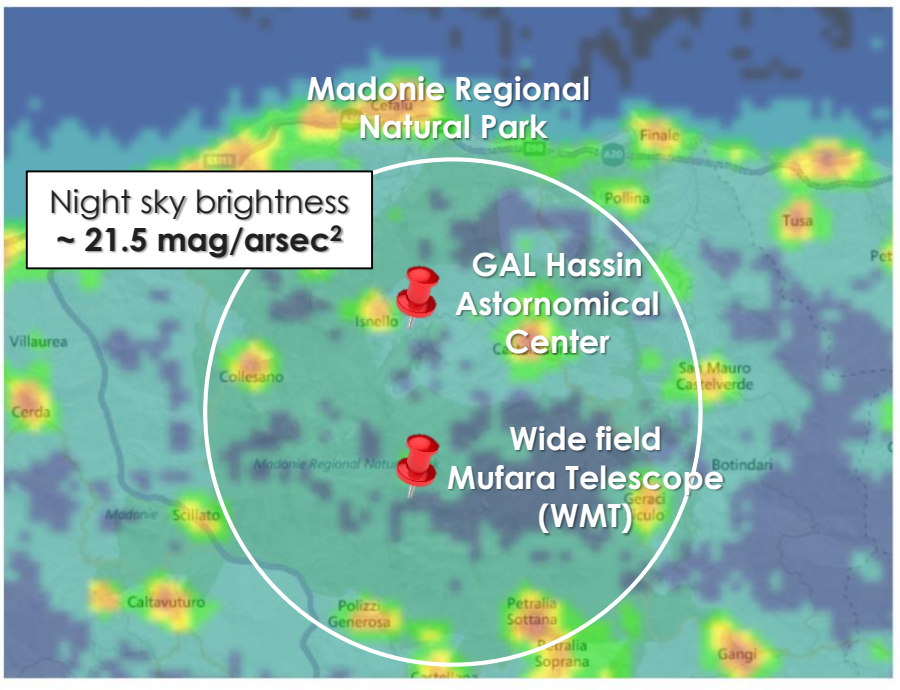 Madonie Regional
Natural Park
Cefalù
Finale
E90
A20
Pollina
Tusa
Night sky brightness
~ 21.5 mag/arsec²
GAL Hassin
Astornomical
Center
Isnello
Villaurea
Collesano
San Mauro
Castelverde
Cerda
Wide field
Mufara Telescope
(WMT)
Madonie Regional Natu
Botindari
Geraci
Madonie
Scillato
Caltavuturo
Polizzi
Generosa
Petralia
Sottana
Petralia
Soprana
Gangi